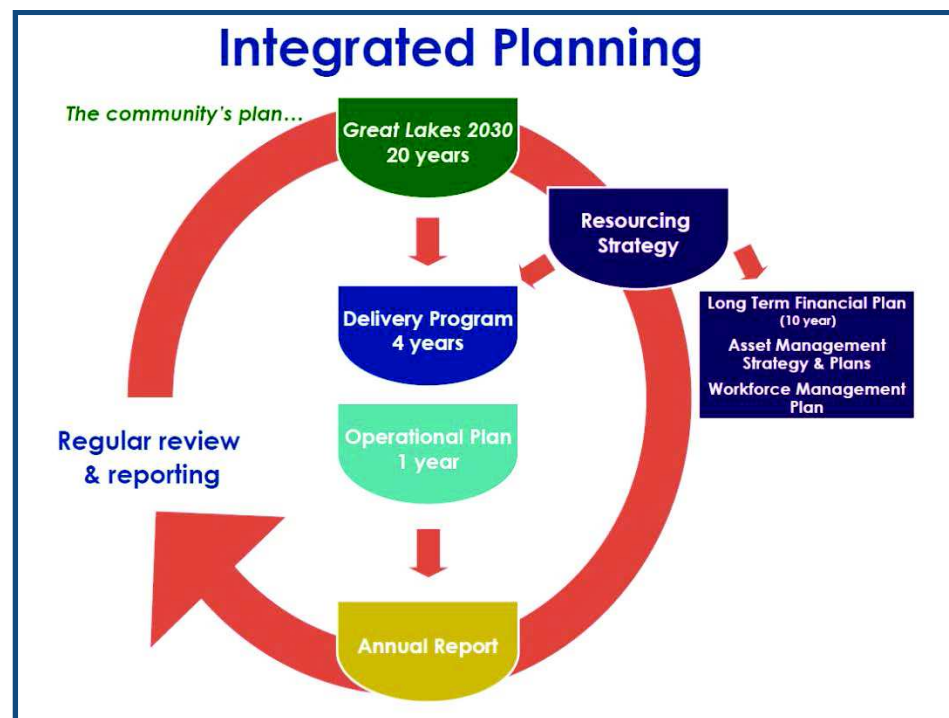 Integrated Planning
The community's plan...
Great Lakes 2030
20 years
Resourcing
Strategy
Delivery Program
4 years
Long Term Financial Plan
(10 year)
Asset Management
Strategy & Plans
Workforce Management
Plan
Operational Plan
1 year
Regular review
& reporting
Annual Report